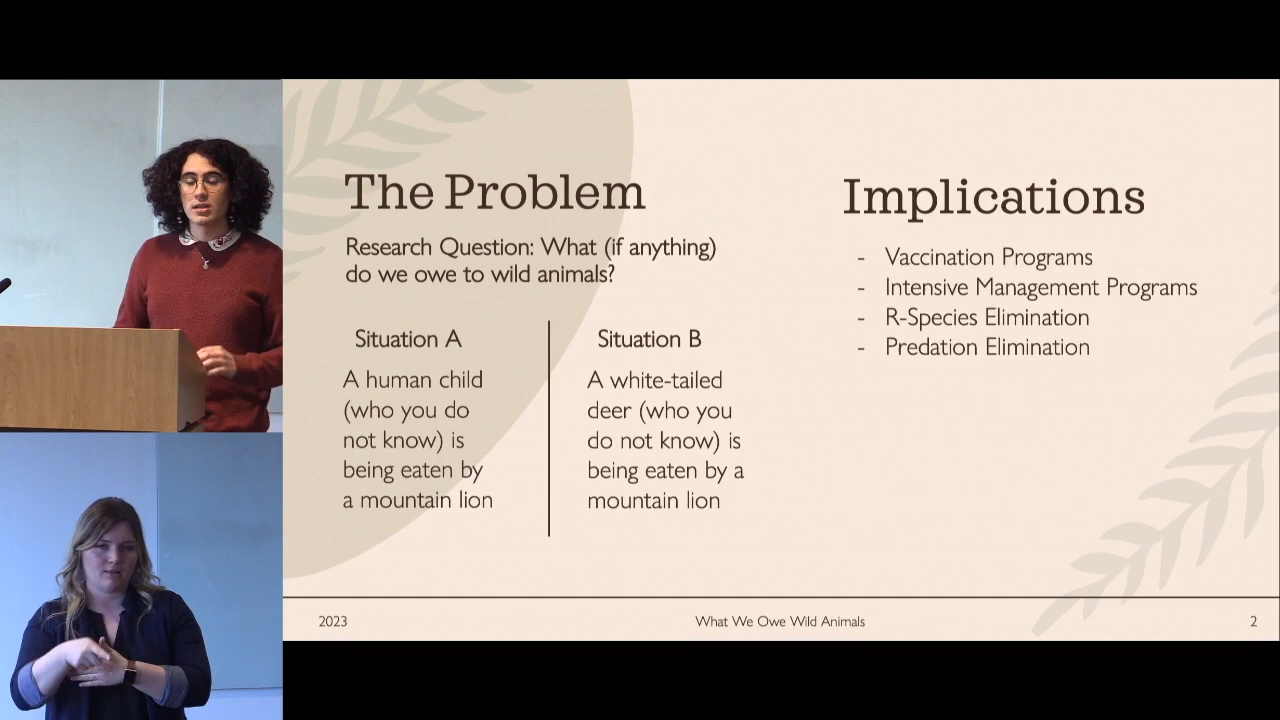 The Problem
Research Question: What (if anything)
do we owe to wild animals?
Situation A
A human child
(who you do
not know) is
being eaten by
a mountain lion
Situation B
A white-tailed
deer (who you
do not know) is
being eaten by a
mountain lion
Implications
- Vaccination Programs
- Intensive Management Programs
- R-Species Elimination
- Predation Elimination
2023
What We Owe Wild Animals
2